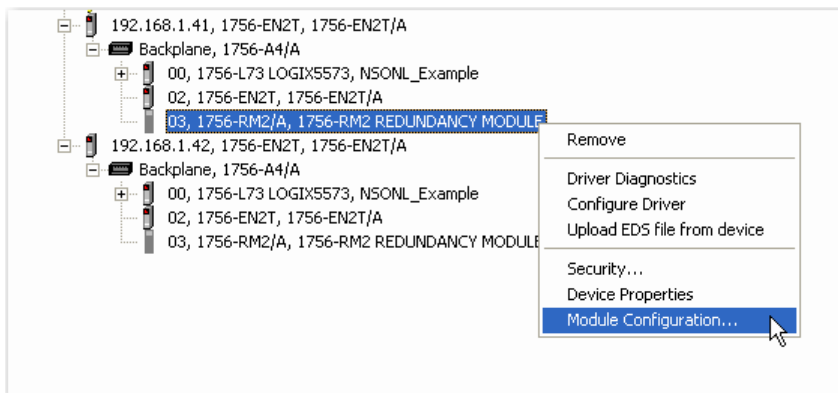 192.168.1.41, 1756-EN2T, 1756-EN2T/A
Backplane, 1756-A4/A
00, 1756-L73 LOGIX5573, NSONL_Example
02, 1756-EN2T, 1756-EN2T/A
03, 1756-RM2/A, 1756-RM2 REDUNDANCY MODULE
192.168.1.42, 1756-EN2T, 1756-EN2T/A
Backplane, 1756-A4/A
00, 1756-L73 LOGIX5573, NSONL_Example
02, 1756-EN2T, 1756-EN2T/A
03, 1756-RM2/A, 1756-RM2 REDUNDANCY MODULE
Remove
Driver Diagnostics
Configure Driver
Upload EDS file from device
Security...
Device Properties
Module Configuration...